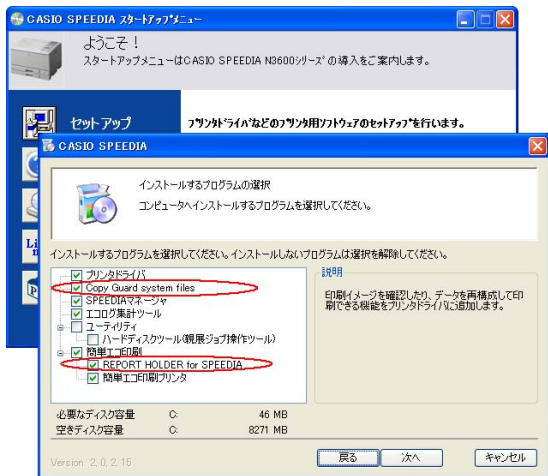 CASIO SPEEDIA スタートアップメニュー
ようこそ！
スタートアップメニューはCASIO SPEEDIA N3600シリーズの導入をご案内します。
セットアップ
プリンタドライバなどのプリンタ用ソフトウェアのセットアップを行います。
CASIO SPEEDIA
インストールするプログラムの選択
コンピュータへインストールするプログラムを選択してください。
インストールするプログラムを選択してください。インストールしないプログラムは選択を解除してください。
プリンタドライバ
Copy Guard system files
SPEEDIAマネージャ
エコログ集計ツール
ユーティリティ
ハードディスクツール(親展ジョブ操作ツール)
簡単エコ印刷
REPORT HOLDER for SPEEDIA
簡単エコ印刷プリンタ
説明
印刷イメージを確認したり、データを再構成して印
刷できる機能をプリンタドライバに追加します。
必要なディスク容量 C: 46 MB
空きディスク容量 C: 8271 MB
Version 2, 0, 2, 15
戻る 次へ キャンセル